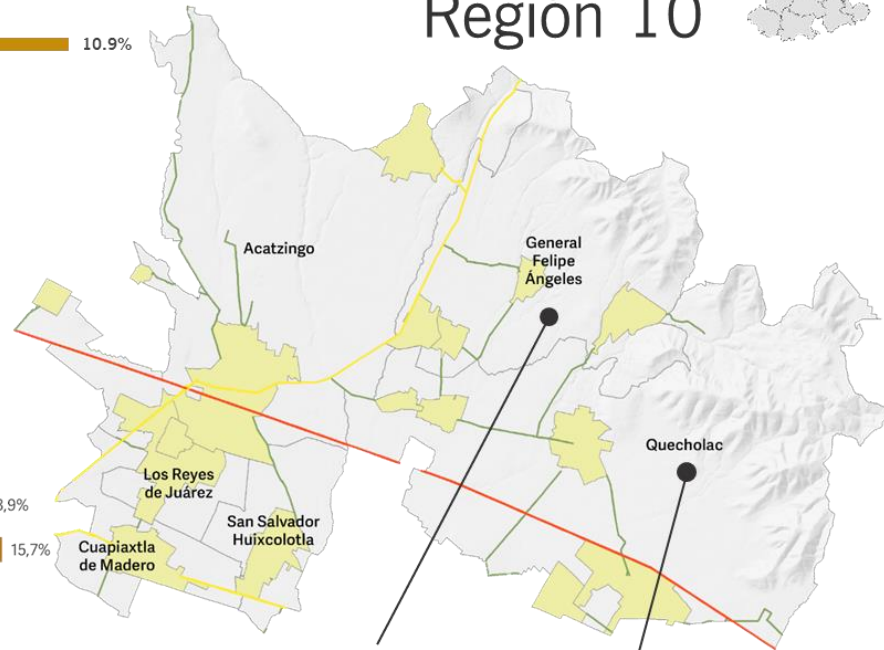 Región 10
10.9%
Acatzingo
General
Felipe
Ángeles
Quecholac
Los Reyes
de Juárez
San Salvador
Huixcolotla
Cuapiaxtla
de Madero
,9%
15,7%